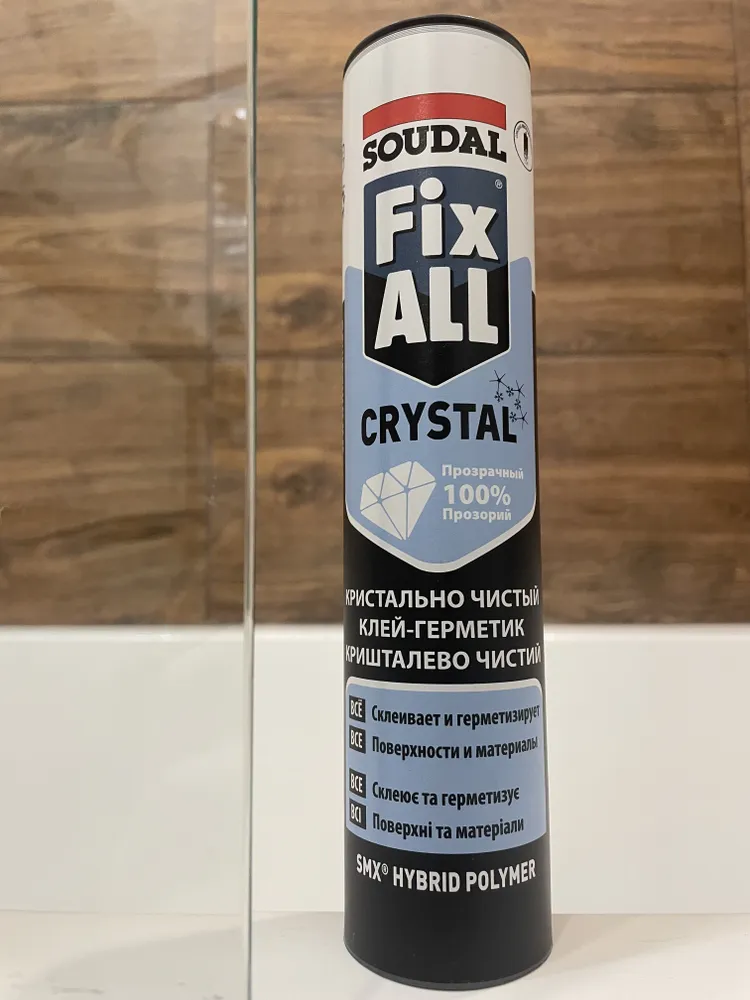 SOUDAL
Fix
®
ALL
CRYSTAL
Прозрачный
100%
Прозорий
КРИСТАЛЬНО ЧИСТЫЙ
КЛЕЙ-ГЕРМЕТИК
КРИШТАЛЕВО ЧИСТИЙ
ВСЁ Склеивает и герметизирует
ВСЕ Поверхности и материалы
ВСЕ Склеює та герметизує
ВСІ Поверхні та матеріали
SMX® HYBRID POLYMER